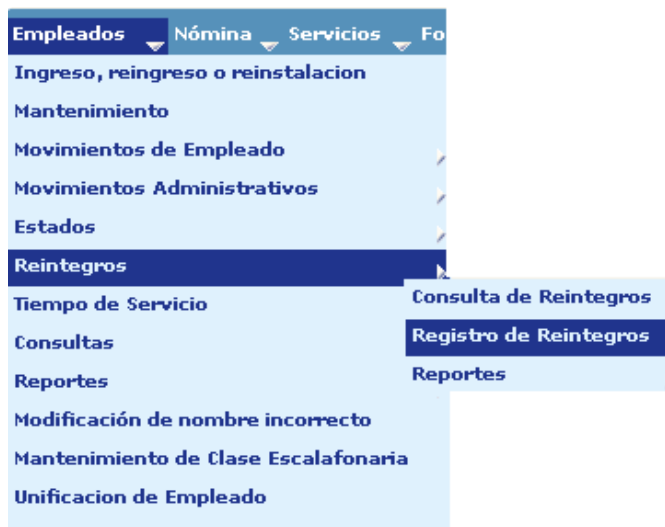 Empleados Nómina Servicios Fo
Ingreso, reingreso o reinstalacion
Mantenimiento
Movimientos de Empleado
Movimientos Administrativos
Estados
Reintegros
Tiempo de Servicio
Consultas
Reportes
Modificación de nombre incorrecto
Mantenimiento de Clase Escalafonaria
Unificacion de Empleado
Consulta de Reintegros
Registro de Reintegros
Reportes